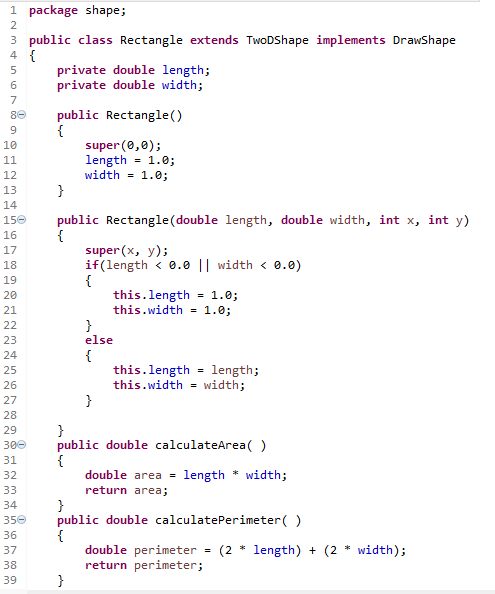 1 package shape;
2
3 public class Rectangle extends TwoDShape implements DrawShape
4 {
5     private double length;
6     private double width;
7
8     public Rectangle()
9     {
10         super(0,0);
11         length = 1.0;
12         width = 1.0;
13     }
14
15     public Rectangle(double length, double width, int x, int y)
16     {
17         super(x, y);
18         if(length < 0.0 || width < 0.0)
19         {
20             this.length = 1.0;
21             this.width = 1.0;
22         }
23         else
24         {
25             this.length = length;
26             this.width = width;
27         }
28
29     }
30     public double calculateArea( )
31     {
32         double area = length * width;
33         return area;
34     }
35     public double calculatePerimeter( )
36     {
37         double perimeter = (2 * length) + (2 * width);
38         return perimeter;
39     }